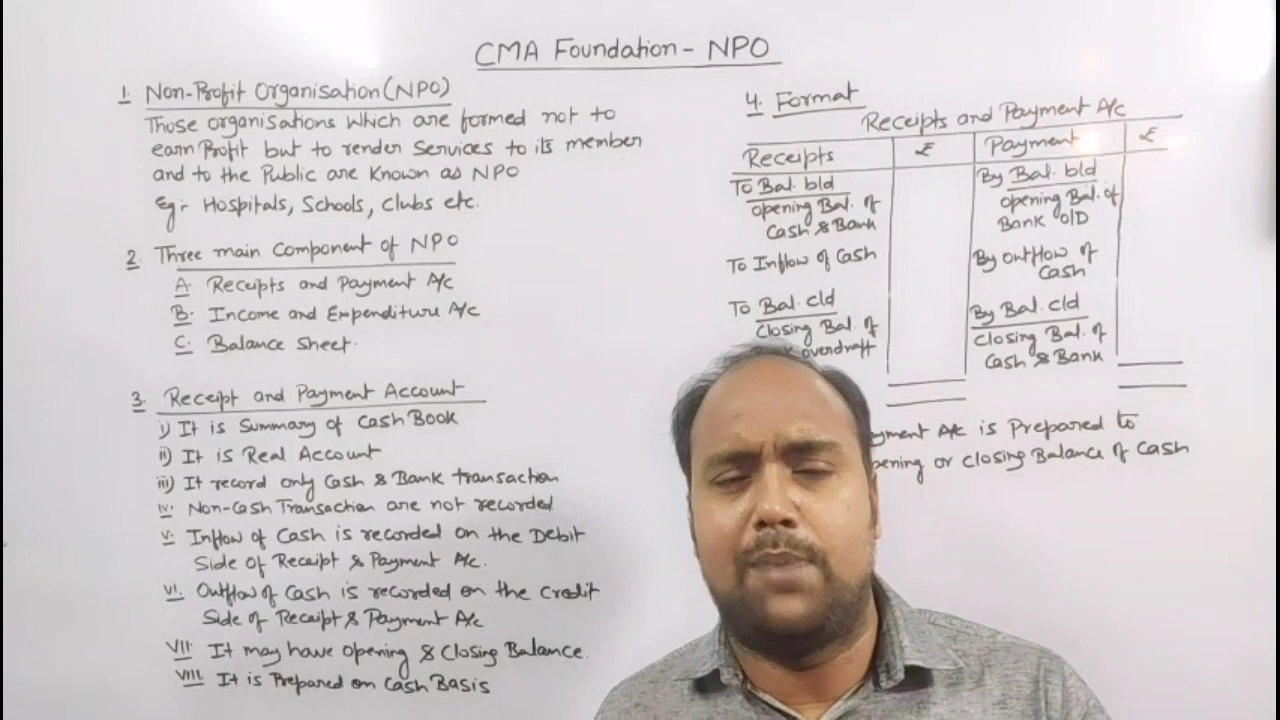 CMA Foundation - NPO
1. Non-Profit Organisation (NPO)
Those organisations which are formed not to
earn Profit but to render services to its member
and to the Public are known as NPO
Eg:- Hospitals, Schools, Clubs etc.
2. Three main Component of NPO
A. Receipts and Payment A/c
B. Income and Expenditure A/c
C. Balance Sheet.
3. Receipt and Payment Account
i) It is Summary of Cash Book
ii) It is Real Account
iii) It record only Cash & Bank transaction
iv. Non-Cash Transaction are not recorded
v. Inflow of Cash is recorded on the Debit
Side of Receipt & Payment A/c.
vi. Outflow of Cash is recorded on the credit
Side of Receipt & Payment A/c
VII. It may have opening & Closing Balance.
VIII. It is Prepared on Cash Basis
4. Format
Receipts and Payment A/c
Receipts ₹ Payment ₹
To Bal. b/d
opening Bal. of
Cash & Bank
To Inflow of Cash
To Bal. c/d
Closing Bal. of
overdraft
By Bal. b/d
opening Bal. of
Bank O/D
By outflow of
Cash
By Bal. c/d
Closing Bal. of
Cash & Bank
A/c is Prepared to
or closing Balance of Cash